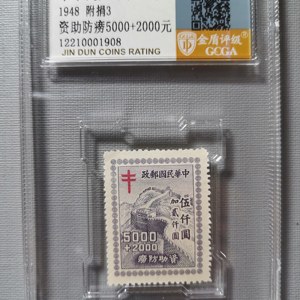 1948 附捐3
资助防痨5000+2000元
12210001908
JIN DUN COINS RATING
金盾评级
GCGA
中華民國郵政
伍仟圓
加貳仟圓
5000
+2000
資助防癆